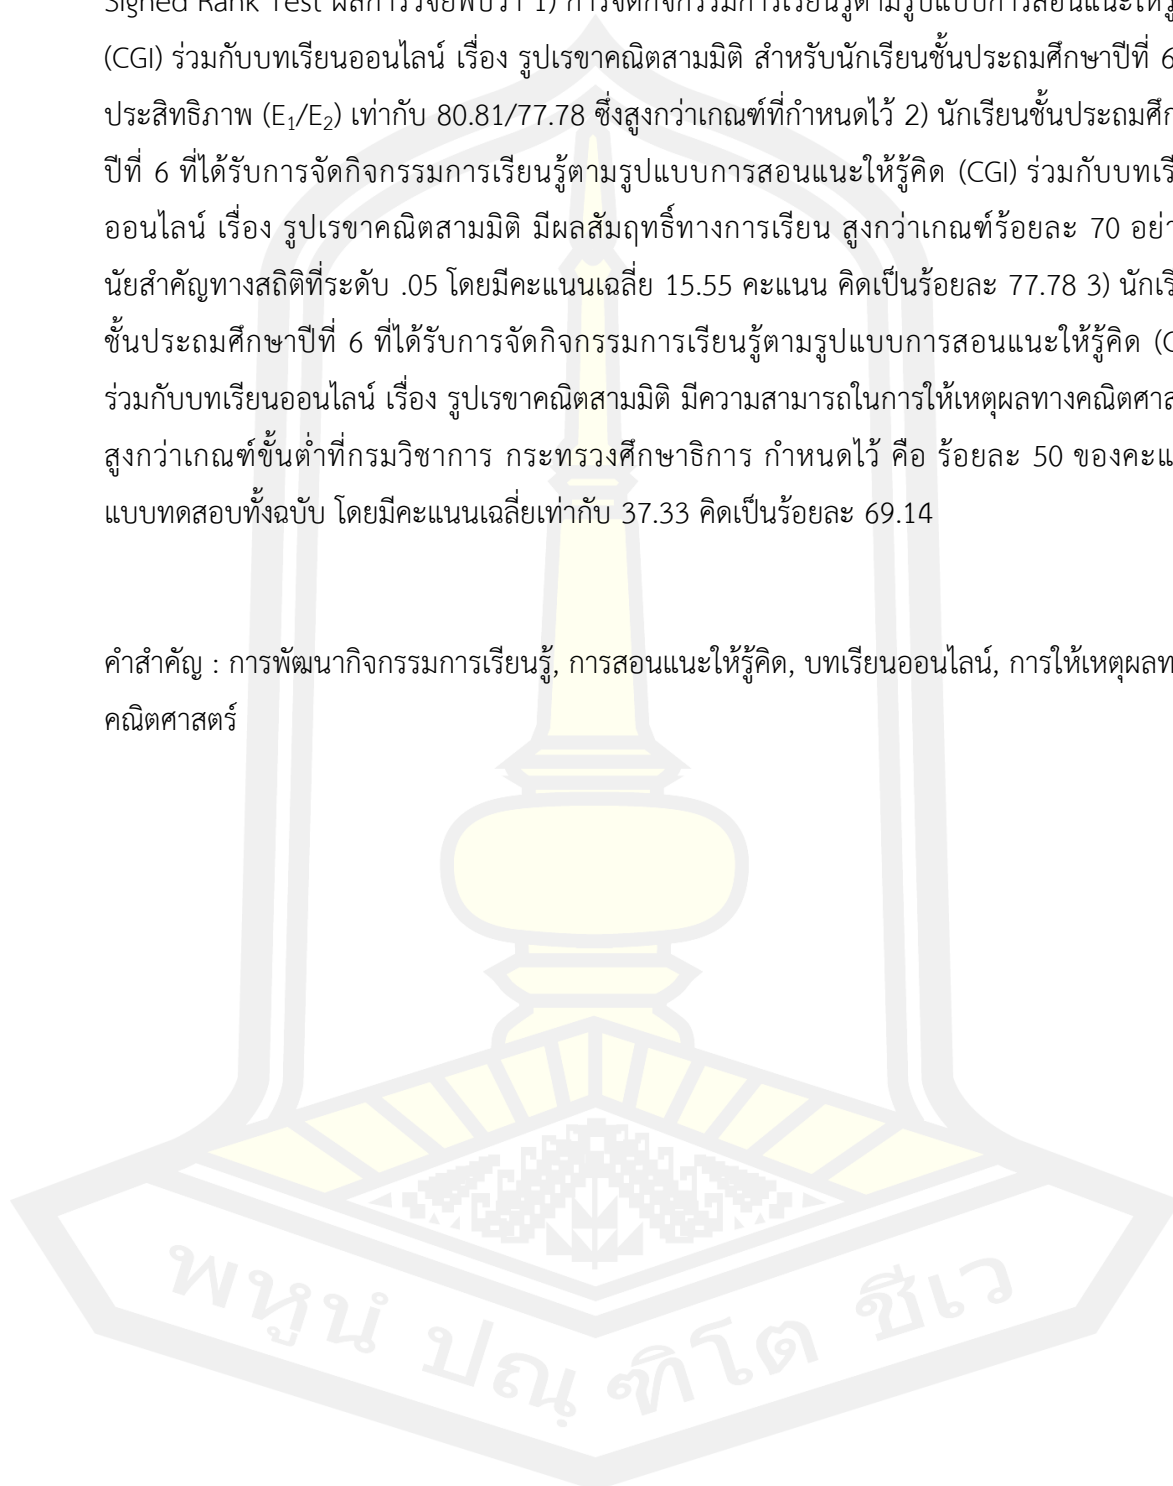 Signed Rank Test ผลการวิจัยพบว่า 1) การจัดกิจกรรมการเรียนรู้ตามรูปแบบการสอนแนะให้รู้
(CGI) ร่วมกับบทเรียนออนไลน์ เรื่อง รูปเรขาคณิตสามมิติ สำหรับนักเรียนชั้นประถมศึกษาปีที่ 6
ประสิทธิภาพ (E₁/E₂) เท่ากับ 80.81/77.78 ซึ่งสูงกว่าเกณฑ์ที่กำหนดไว้ 2) นักเรียนชั้นประถมศึก
ปีที่ 6 ที่ได้รับการจัดกิจกรรมการเรียนรู้ตามรูปแบบการสอนแนะให้รู้คิด (CGI) ร่วมกับบทเรี
ออนไลน์ เรื่อง รูปเรขาคณิตสามมิติ มีผลสัมฤทธิ์ทางการเรียน สูงกว่าเกณฑ์ร้อยละ 70 อย่า
นัยสำคัญทางสถิติที่ระดับ .05 โดยมีคะแนนเฉลี่ย 15.55 คะแนน คิดเป็นร้อยละ 77.78 3) นักเรี
ชั้นประถมศึกษาปีที่ 6 ที่ได้รับการจัดกิจกรรมการเรียนรู้ตามรูปแบบการสอนแนะให้รู้คิด (C
ร่วมกับบทเรียนออนไลน์ เรื่อง รูปเรขาคณิตสามมิติ มีความสามารถในการให้เหตุผลทางคณิตศาส
สูงกว่าเกณฑ์ขั้นต่ำที่กรมวิชาการ กระทรวงศึกษาธิการ กำหนดไว้ คือ ร้อยละ 50 ของคะแ
แบบทดสอบทั้งฉบับ โดยมีคะแนนเฉลี่ยเท่ากับ 37.33 คิดเป็นร้อยละ 69.14
คำสำคัญ : การพัฒนากิจกรรมการเรียนรู้, การสอนแนะให้รู้คิด, บทเรียนออนไลน์, การให้เหตุผลท
คณิตศาสตร์
พหูนํ ปณฺฑิโต ชีเว